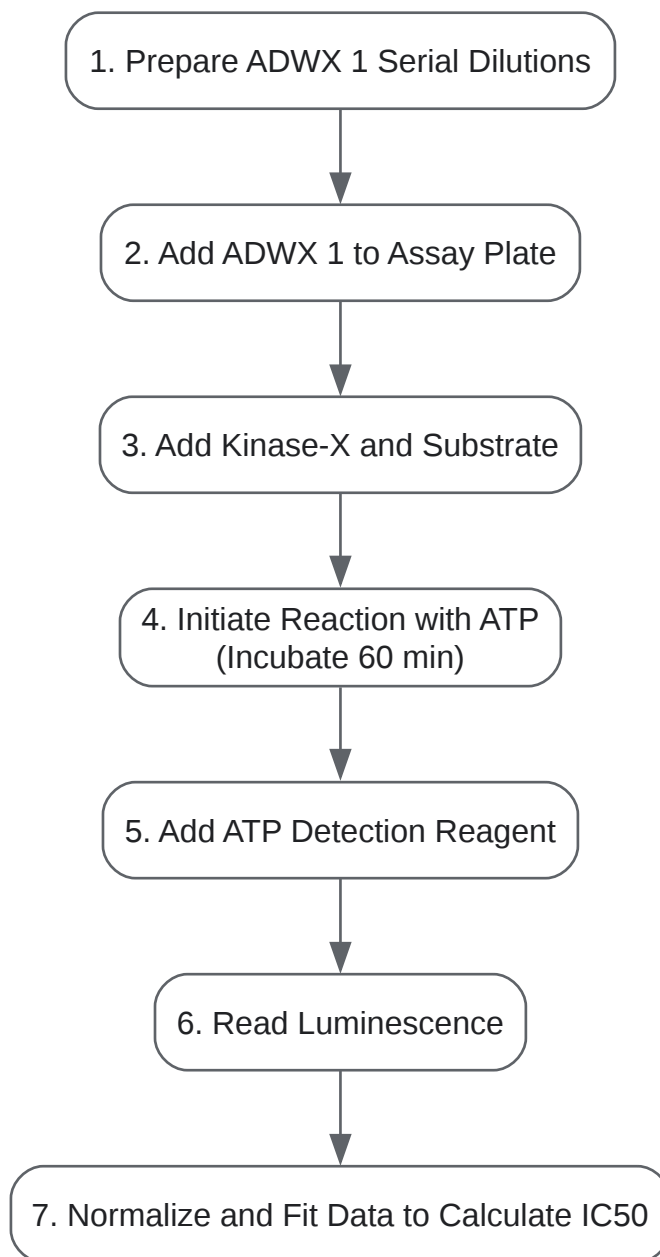 1. Prepare ADWX 1 Serial Dilutions
2. Add ADWX 1 to Assay Plate
3. Add Kinase-X and Substrate
4. Initiate Reaction with ATP
(Incubate 60 min)
5. Add ATP Detection Reagent
6. Read Luminescence
7. Normalize and Fit Data to Calculate IC50